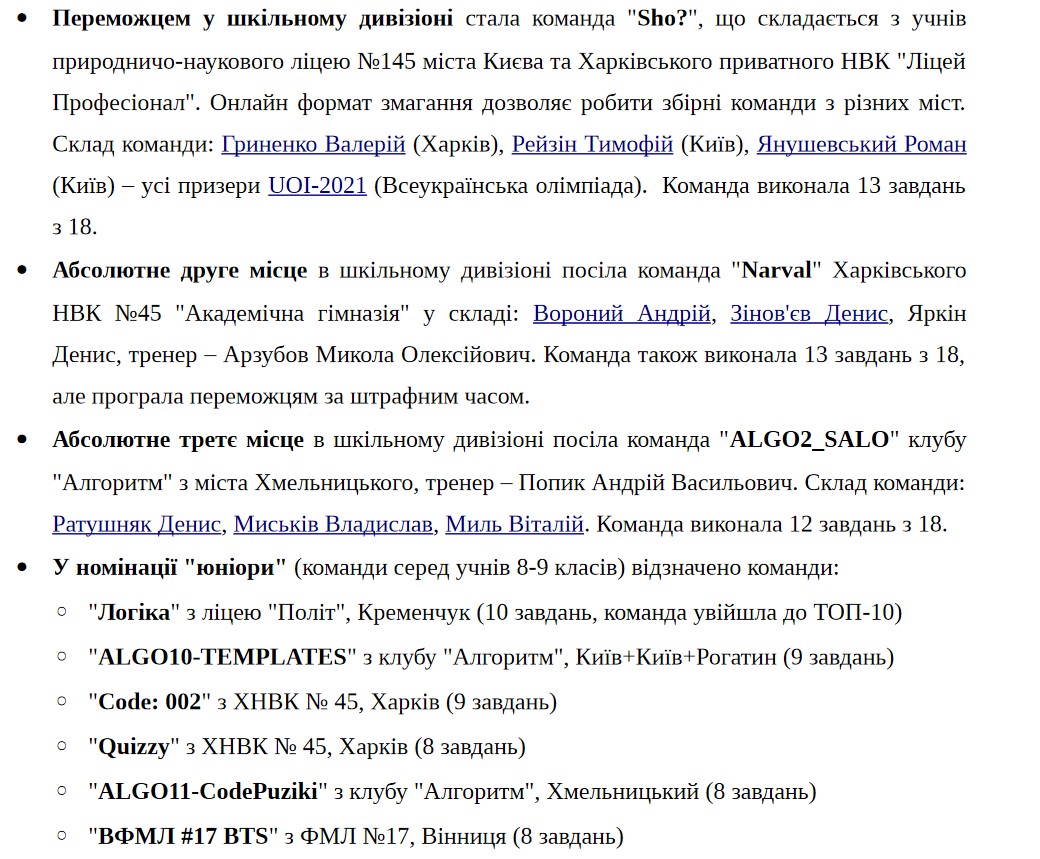 • Переможцем у шкільному дивізіоні стала команда "Sho?", що складається з учнів
природничо-наукового ліцею №145 міста Києва та Харківського приватного НВК "Ліцей
Професіонал". Онлайн формат змагання дозволяє робити збірні команди з різних міст.
Склад команди: Гриненко Валерій (Харків), Рейзін Тимофій (Київ), Янушевський Роман
(Київ) – усі призери UOI-2021 (Всеукраїнська олімпіада).  Команда виконала 13 завдань
з 18.
• Абсолютне друге місце в шкільному дивізіоні посіла команда "Narval" Харківського
НВК №45 "Академічна гімназія" у складі: Вороний Андрій, Зінов'єв Денис, Яркін
Денис, тренер – Арзубов Микола Олексійович. Команда також виконала 13 завдань з 18,
але програла переможцям за штрафним часом.
• Абсолютне третє місце в шкільному дивізіоні посіла команда "ALGO2_SALO" клубу
"Алгоритм" з міста Хмельницького, тренер – Попик Андрій Васильович. Склад команди:
Ратушняк Денис, Миськів Владислав, Миль Віталій. Команда виконала 12 завдань з 18.
• У номінації "юніори" (команди серед учнів 8-9 класів) відзначено команди:
○ "Логіка" з ліцею "Політ", Кременчук (10 завдань, команда увійшла до ТОП-10)
○ "ALGO10-TEMPLATES" з клубу "Алгоритм", Київ+Київ+Рогатин (9 завдань)
○ "Code: 002" з ХНВК № 45, Харків (9 завдань)
○ "Quizzy" з ХНВК № 45, Харків (8 завдань)
○ "ALGO11-CodePuziki" з клубу "Алгоритм", Хмельницький (8 завдань)
○ "ВФМЛ #17 BTS" з ФМЛ №17, Вінниця (8 завдань)